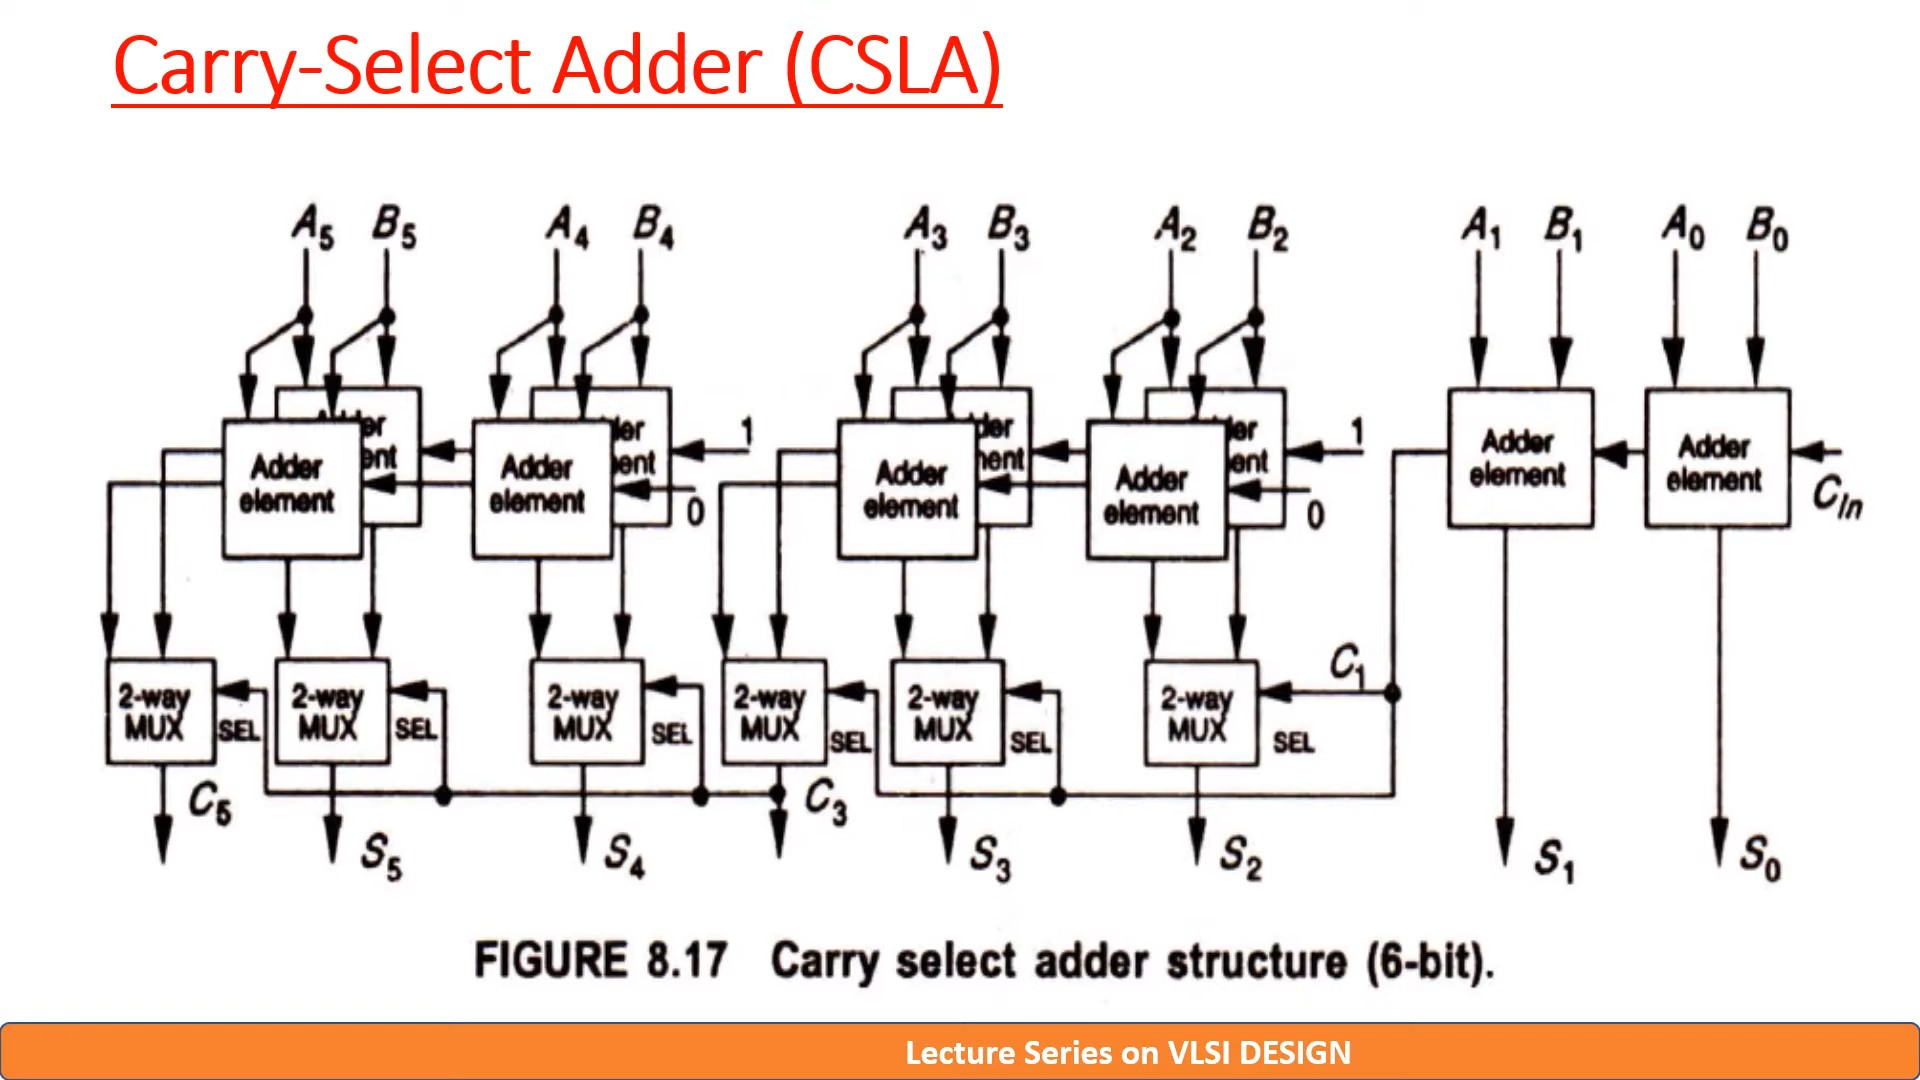 Carry-Select Adder (CSLA)
A5 B5 A4 B4 A3 B3 A2 B2 A1 B1 A0 B0
1 1
Adder element Adder element Adder element Adder element Adder element Adder element
0 0 CIn
C1
2-way MUX SEL 2-way MUX SEL 2-way MUX SEL 2-way MUX SEL 2-way MUX SEL 2-way MUX SEL
C5 C3
S5 S4 S3 S2 S1 S0
FIGURE 8.17 Carry select adder structure (6-bit).
Lecture Series on VLSI DESIGN